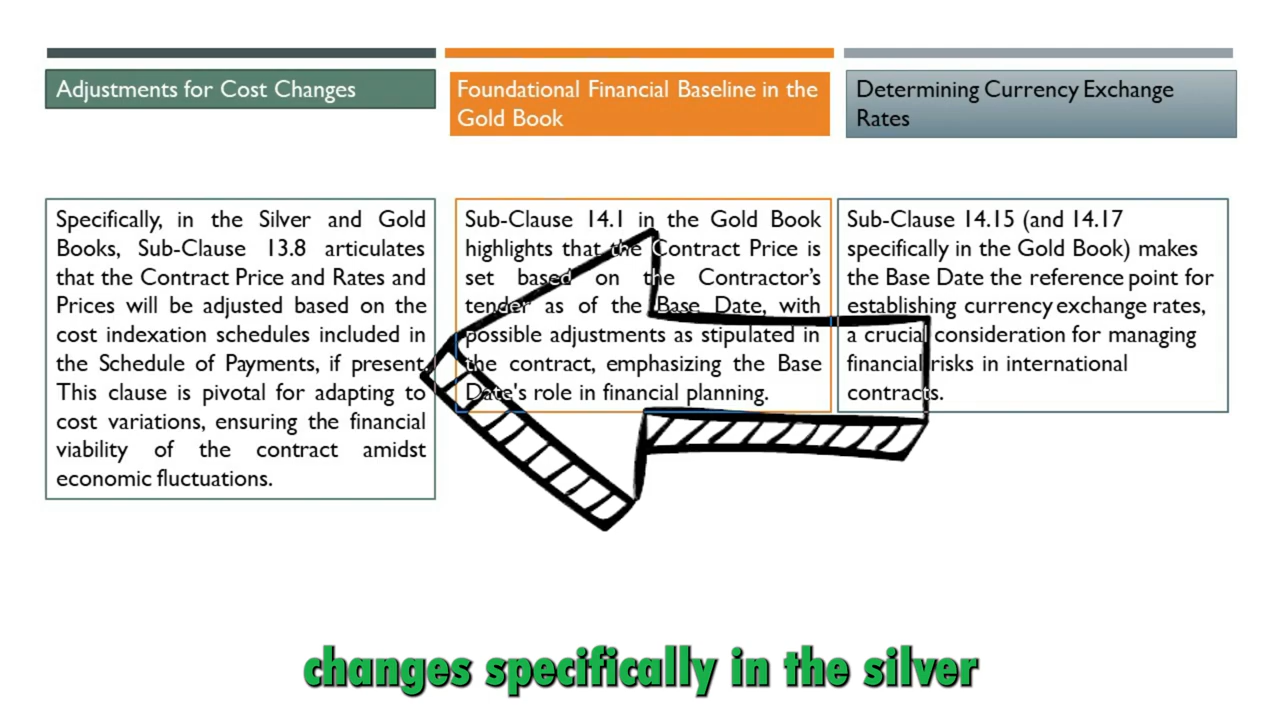 Adjustments for Cost Changes
Specifically, in the Silver and Gold
Books, Sub-Clause 13.8 articulates
that the Contract Price and Rates and
Prices will be adjusted based on the
cost indexation schedules included in
the Schedule of Payments, if present.
This clause is pivotal for adapting to
cost variations, ensuring the financial
viability of the contract amidst
economic fluctuations.
Foundational Financial Baseline in the
Gold Book
Sub-Clause 14.1 in the Gold Book
highlights that the Contract Price is
set based on the Contractor's
tender as of the Base Date, with
possible adjustments as stipulated in
the contract, emphasizing the Base
Date's role in financial planning.
Determining Currency Exchange
Rates
Sub-Clause 14.15 (and 14.17
specifically in the Gold Book) makes
the Base Date the reference point for
establishing currency exchange rates,
a crucial consideration for managing
financial risks in international
contracts.
changes specifically in the silver